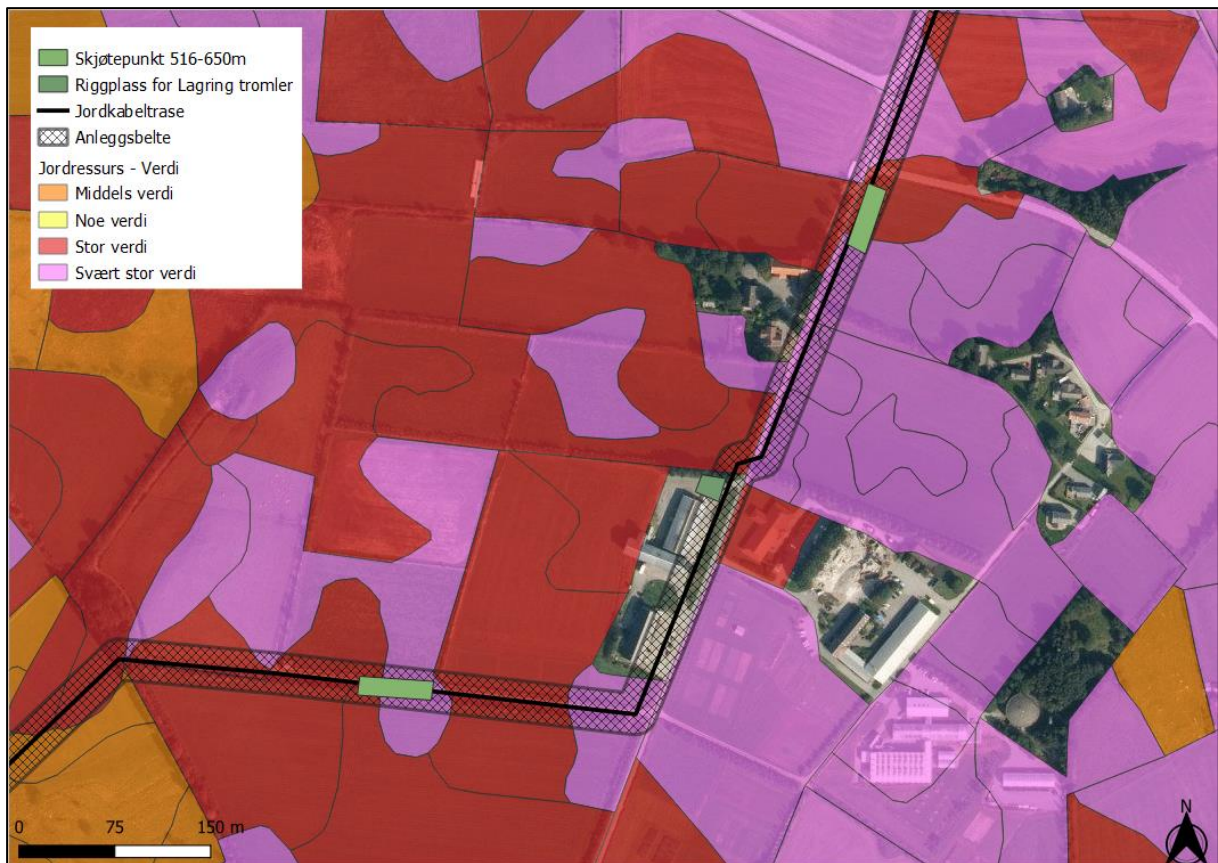 Skjøtepunkt 516-650m
Riggplass for Lagring tromler
Jordkabeltrase
Anleggsbelte
Jordressurs - Verdi
Middels verdi
Noe verdi
Stor verdi
Svært stor verdi
0 75 150 m
N